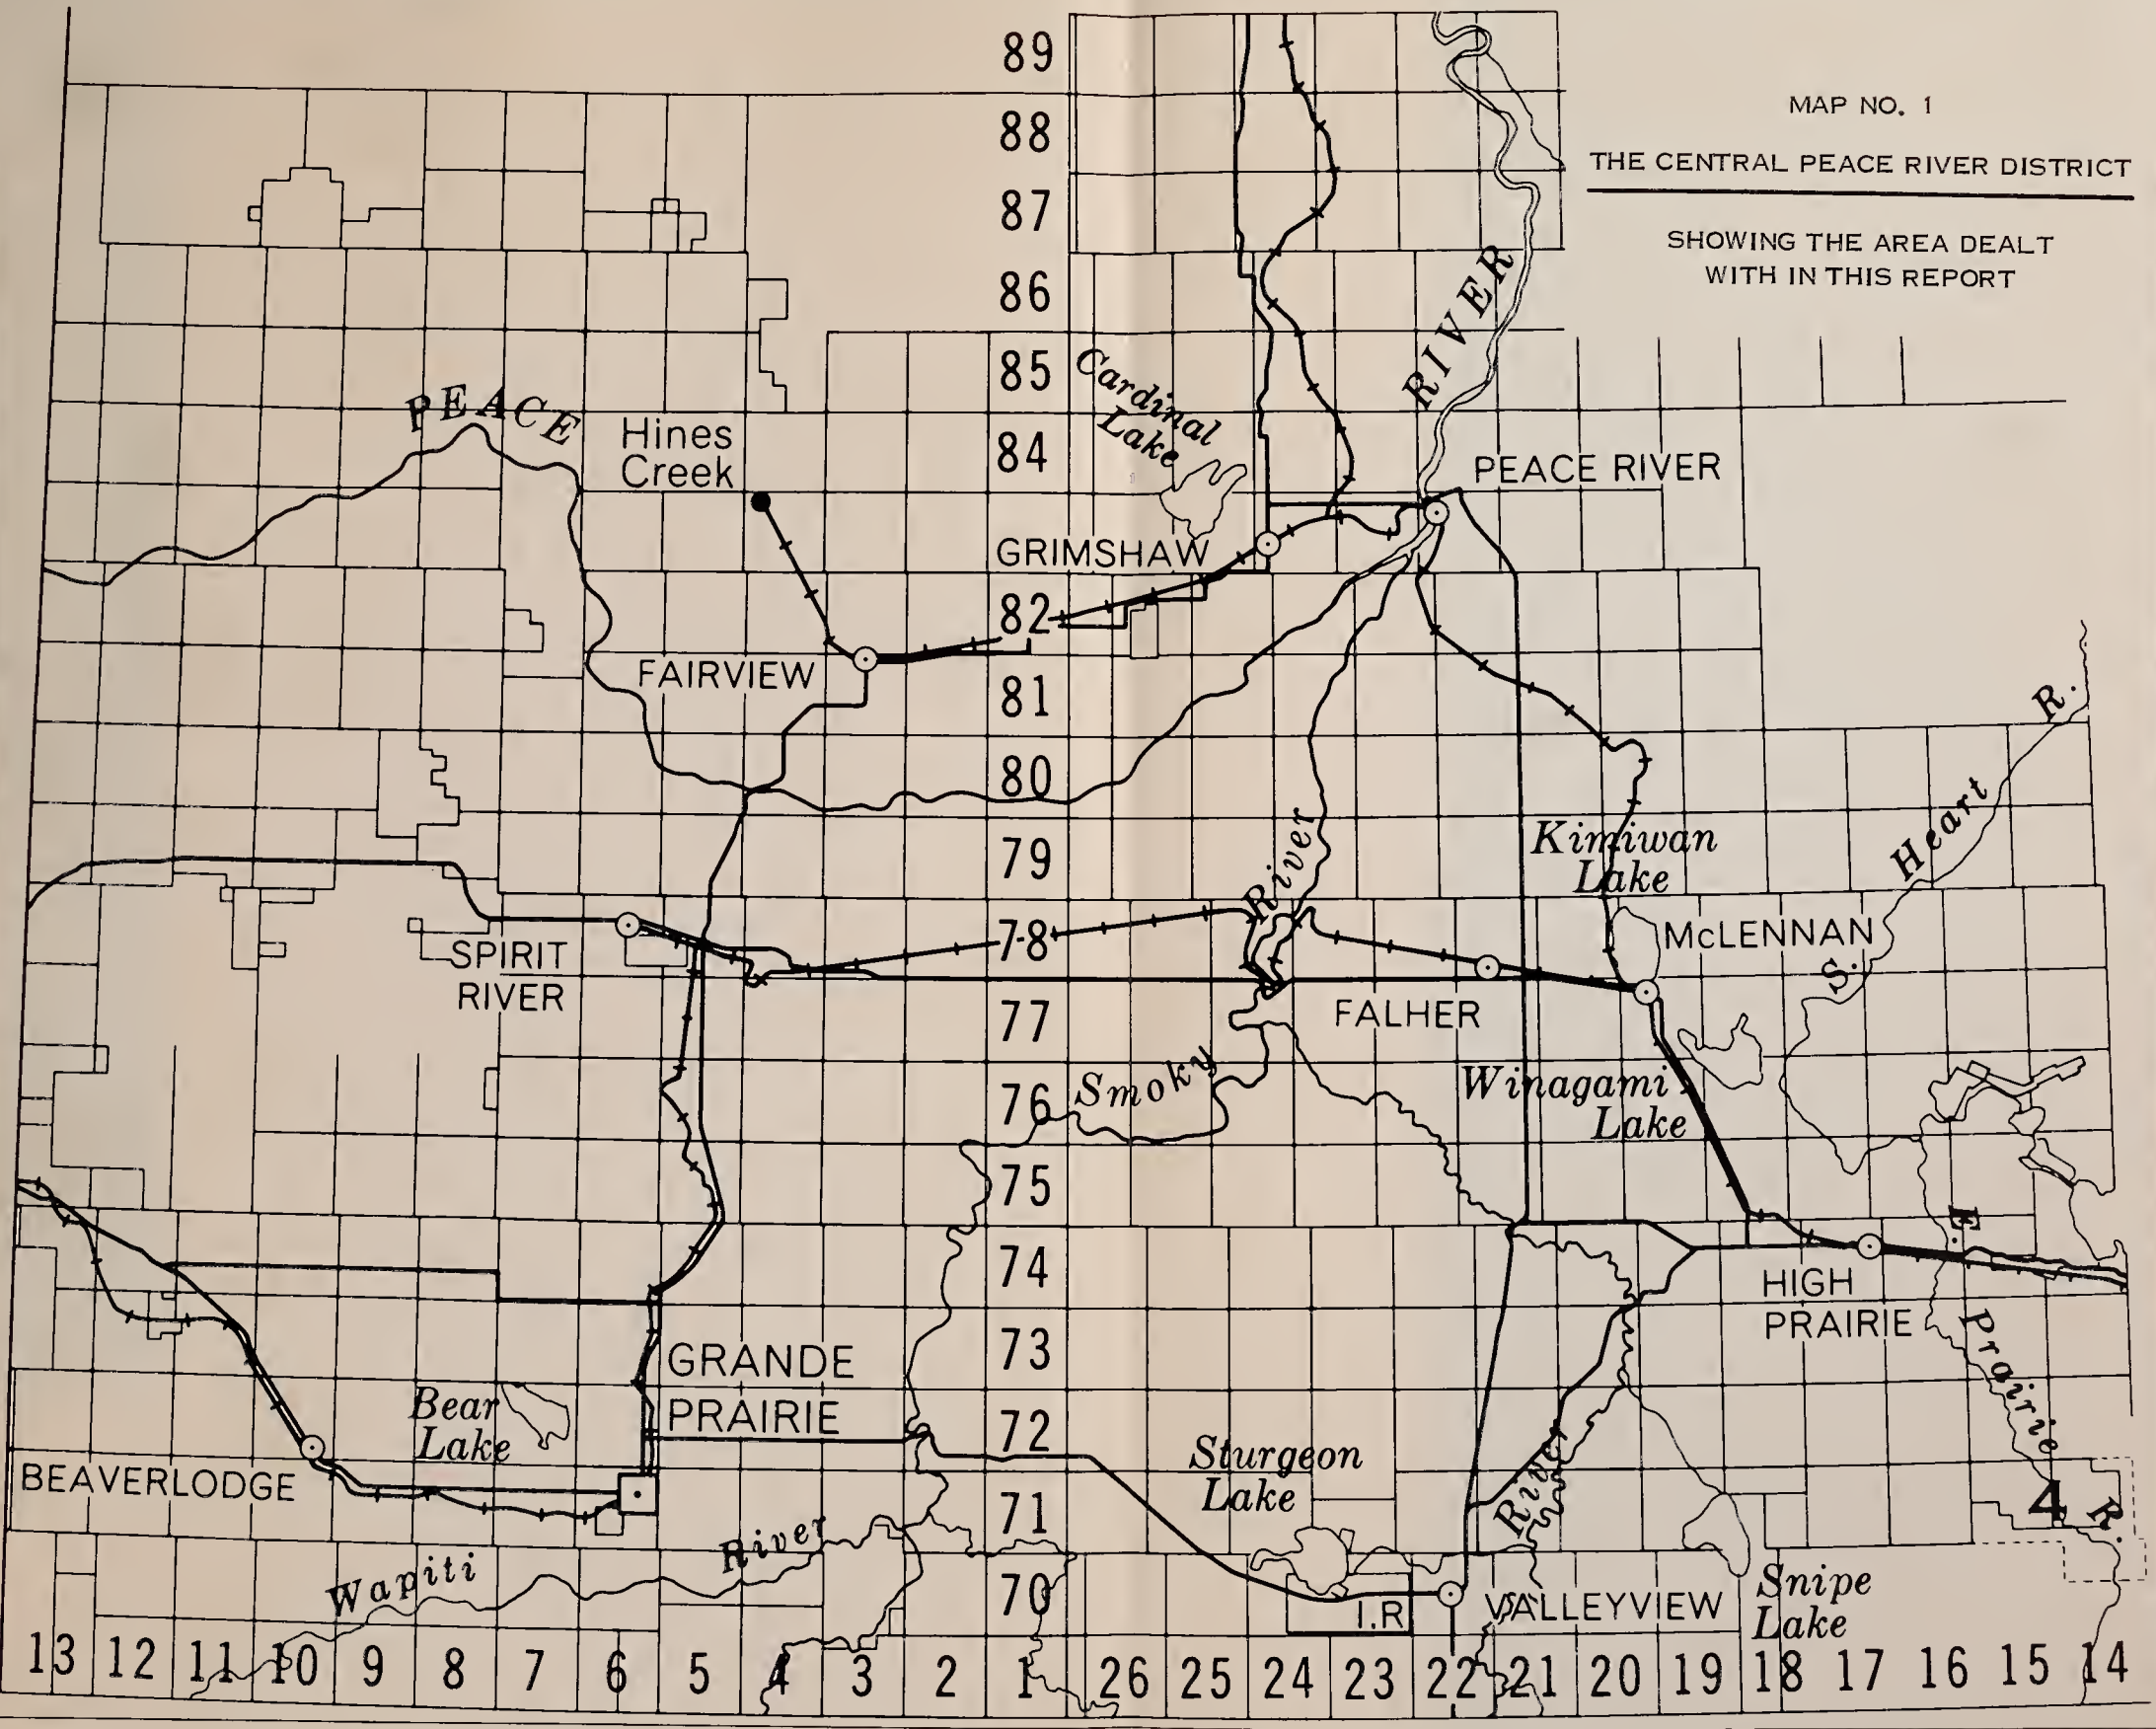 MAP NO. 1
THE CENTRAL PEACE RIVER DISTRICT
SHOWING THE AREA DEALT
WITH IN THIS REPORT
89
88
87
86
85
84
82
81
80
79
78
77
76
75
74
73
72
71
70
PEACE
RIVER
Hines
Creek
Cardinal
Lake
PEACE RIVER
GRIMSHAW
FAIRVIEW
S. Heart R.
Kimiwan
Lake
River
SPIRIT
RIVER
McLENNAN
FALHER
Smoky
Winagami
Lake
HIGH
PRAIRIE
E. Prairie R.
GRANDE
PRAIRIE
Bear
Lake
BEAVERLODGE
Sturgeon
Lake
River
4
Wapiti River
I.R
VALLEYVIEW
Snipe
Lake
13 12 11 10 9 8 7 6 5 4 3 2 1 26 25 24 23 22 21 20 19 18 17 16 15 14